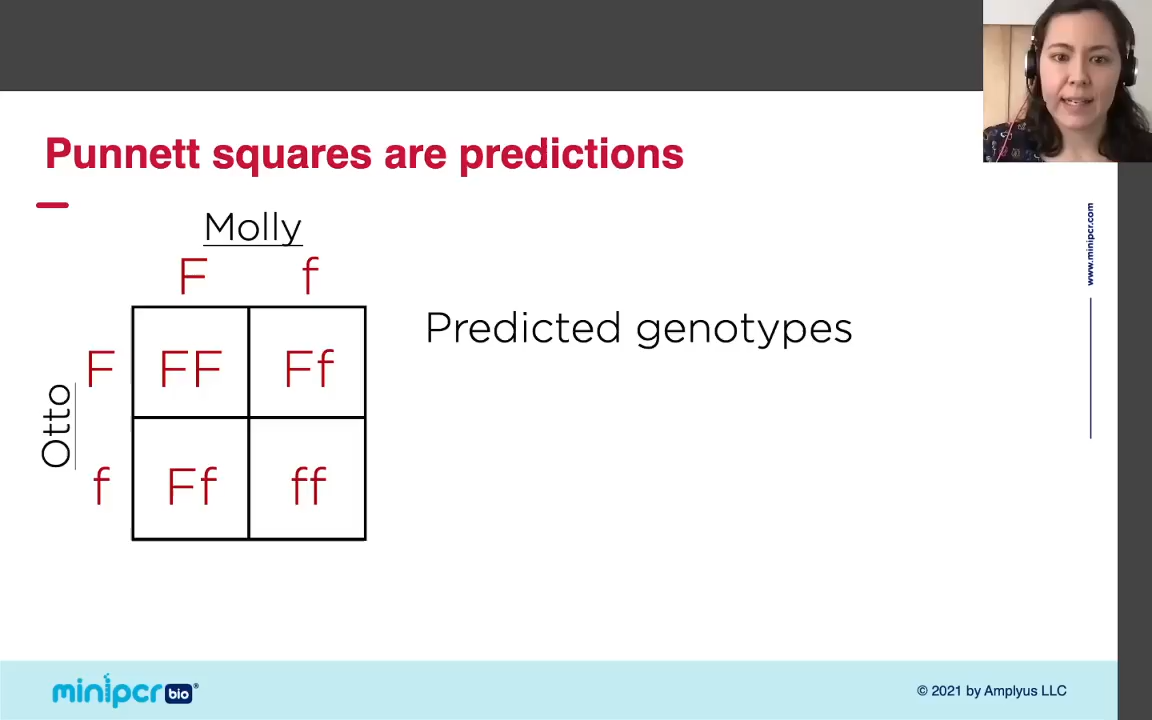 Punnett squares are predictions
Molly
F f
F FF Ff
Otto
f Ff ff
Predicted genotypes
www.minipcr.com
minipcr bio®
© 2021 by Amplyus LLC